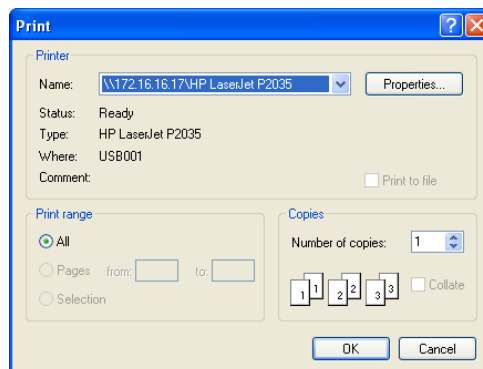 Print
Printer
Name: \\172.16.16.17\HP LaserJet P2035 Properties...
Status: Ready
Type: HP LaserJet P2035
Where: USB001
Comment:
Print to file
Print range
All
Pages from: to:
Selection
Copies
Number of copies: 1
1 1 2 2 3 3 Collate
OK Cancel